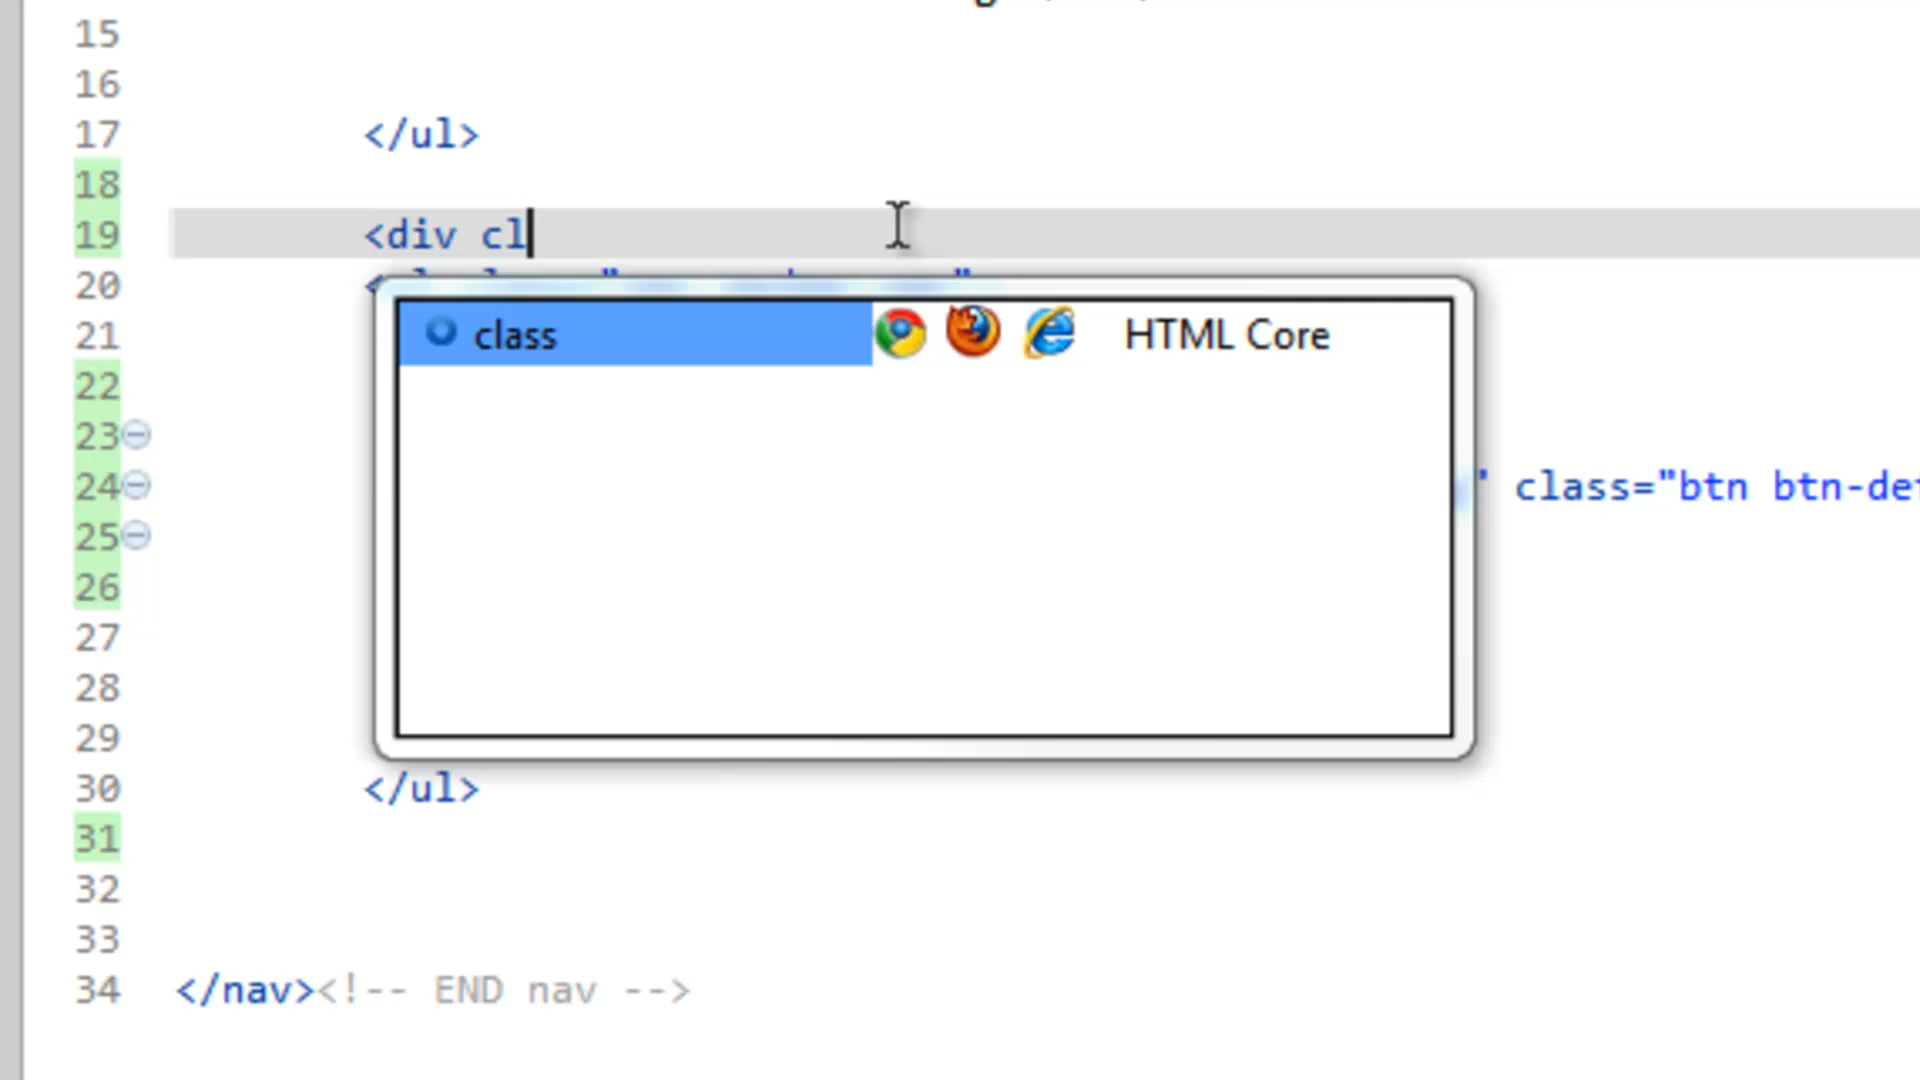 15
16
17 </ul>
18
19 <div cl
20
21 class HTML Core
22
23
24 class="btn btn-def
25
26
27
28
29
30 </ul>
31
32
33
34 </nav><!-- END nav -->